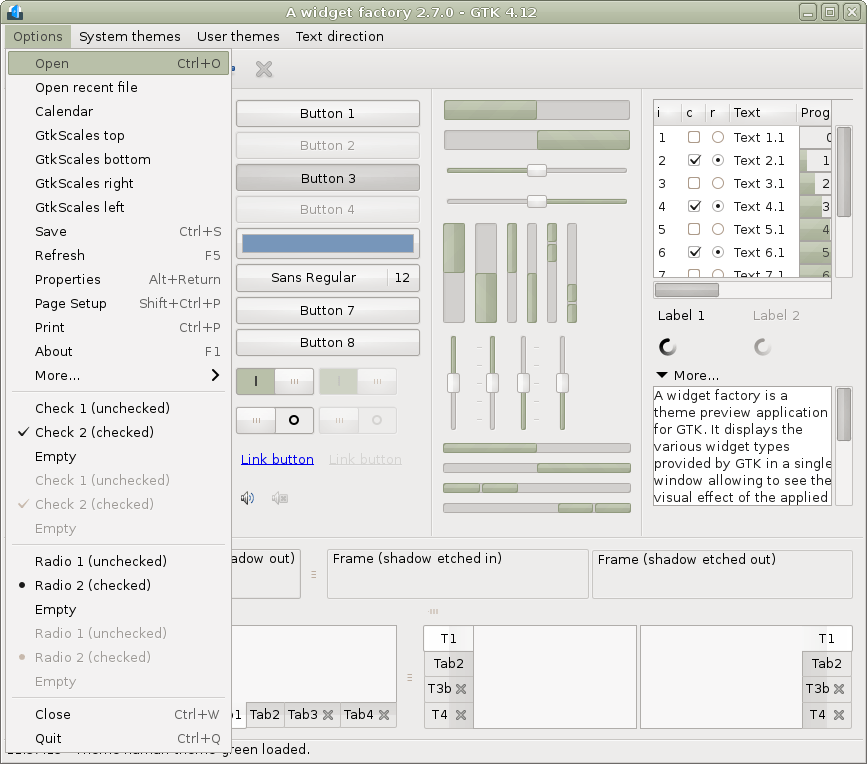 A widget factory 2.7.0 - GTK 4.12
Options System themes User themes Text direction
Open Ctrl+O
Open recent file
Calendar
GtkScales top
GtkScales bottom
GtkScales right
GtkScales left
Save Ctrl+S
Refresh F5
Properties Alt+Return
Page Setup Shift+Ctrl+P
Print Ctrl+P
About F1
More...
Check 1 (unchecked)
Check 2 (checked)
Empty
Check 1 (unchecked)
Check 2 (checked)
Empty
Radio 1 (unchecked)
Radio 2 (checked)
Empty
Radio 1 (unchecked)
Radio 2 (checked)
Empty
Close Ctrl+W
Quit Ctrl+Q
Button 1
Button 2
Button 3
Button 4
Sans Regular 12
Button 7
Button 8
Link button Link button
i c r Text Prog
1 Text 1.1 0
2 Text 2.1 1
3 Text 3.1 2
4 Text 4.1 3
5 Text 5.1 4
6 Text 6.1 5
7 Text 7.1 6
Label 1 Label 2
More...
A widget factory is a
theme preview application
for GTK. It displays the
various widget types
provided by GTK in a single
window allowing to see the
visual effect of the applied
out) Frame (shadow etched in) Frame (shadow etched out)
T1
Tab2
T3b
T4
T1
Tab2
T3b
T4
Tab2 Tab3 Tab4
green loaded.